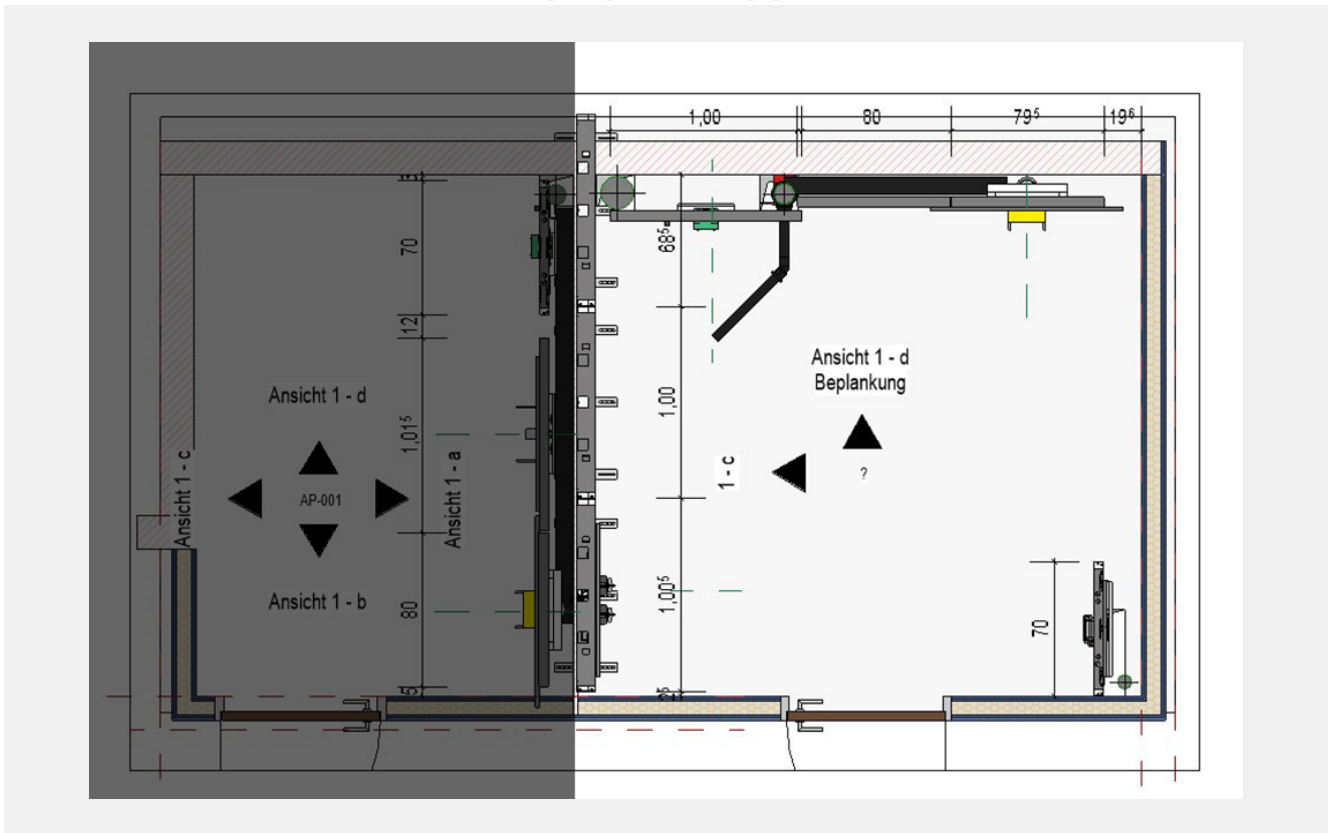 1,00
80
79⁵
19⁶
70
12
1,01⁵
80
5
68⁵
1,00
1,00⁵
Ansicht 1 - d
Ansicht 1 - c
AP-001
Ansicht 1 - a
Ansicht 1 - b
Ansicht 1 - d
Beplankung
1 - c
?
70